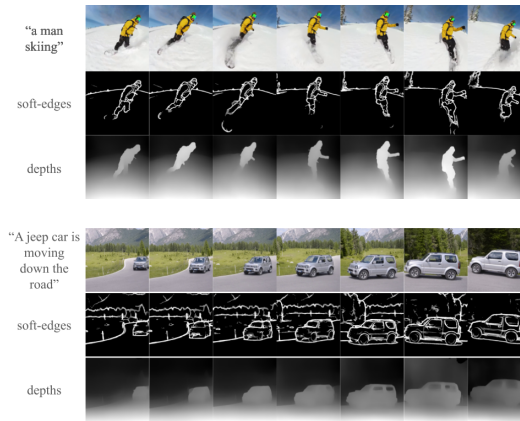 “a man
skiing”
soft-edges
depths
“A jeep car is
moving
down the
road”
soft-edges
depths